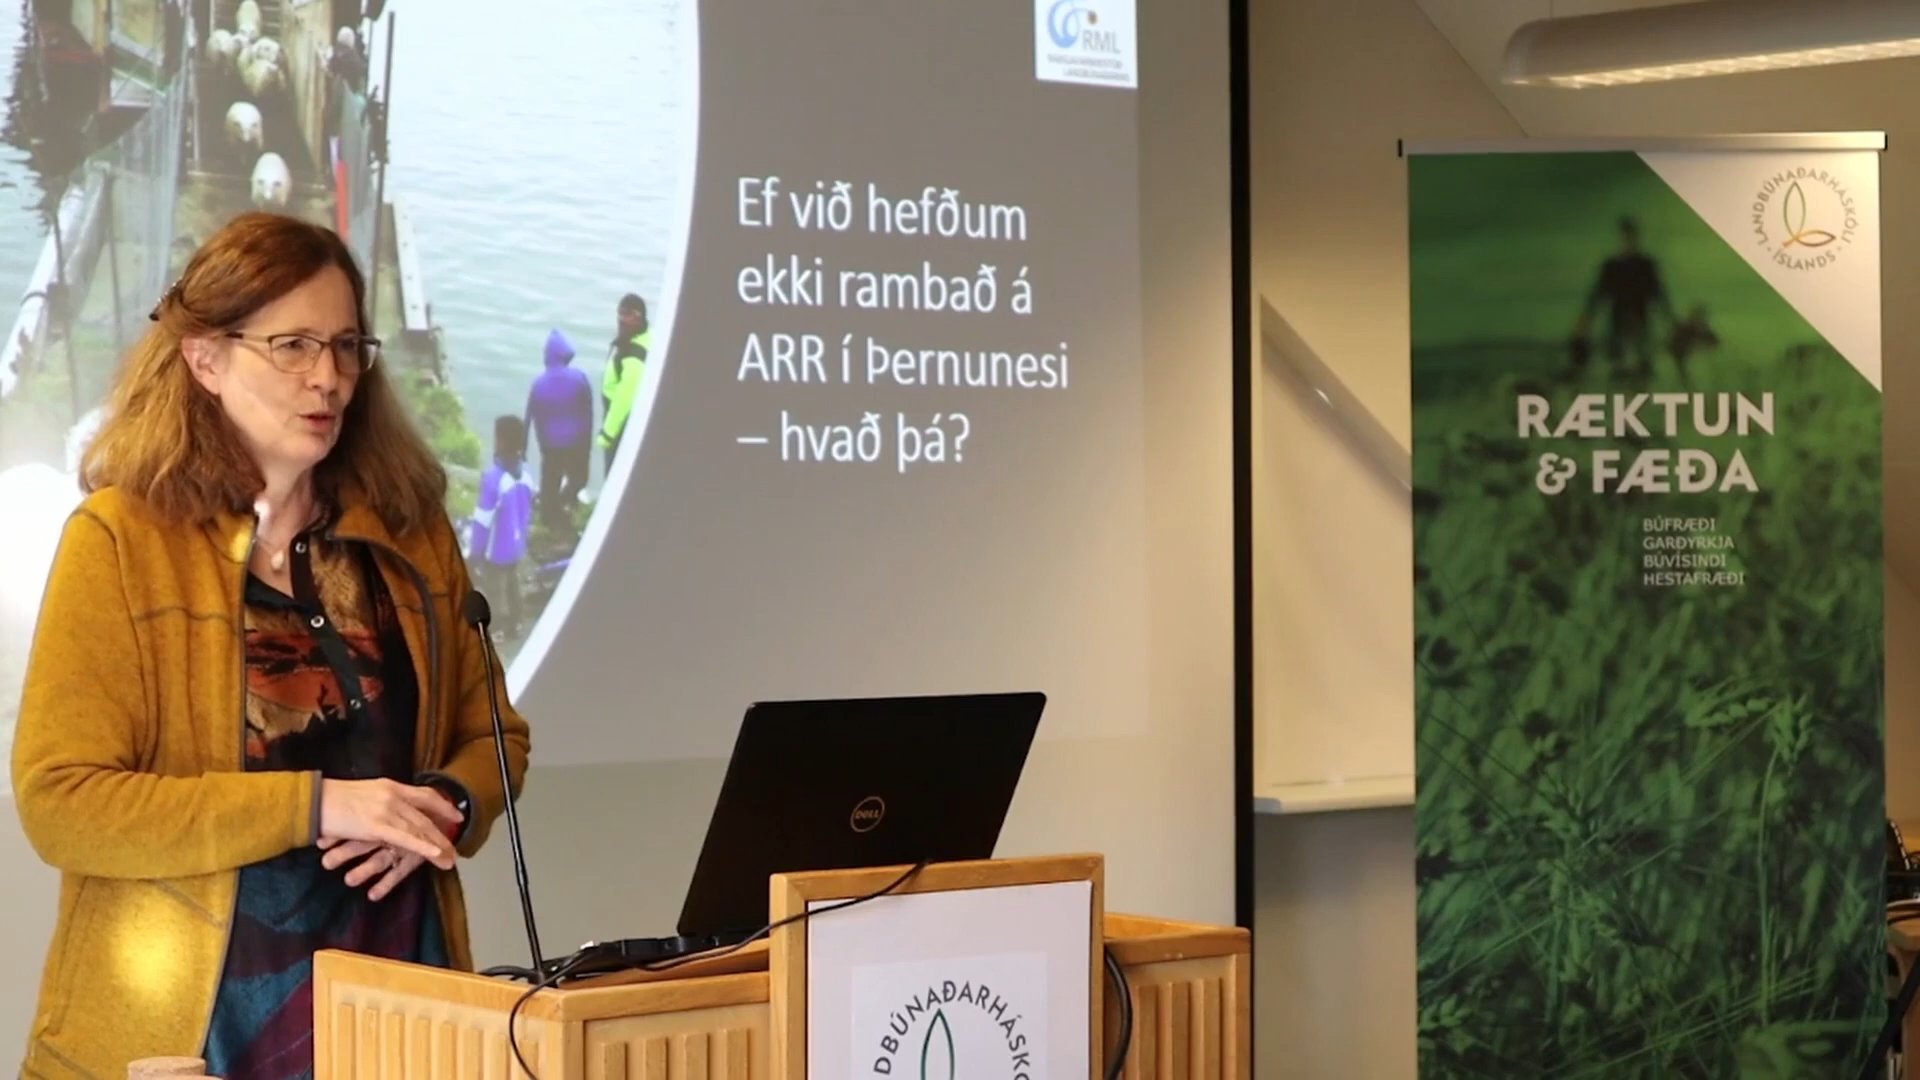 RML
Ef við hefðum
ekki rambað á
ARR í Þernunesi
– hvað þá?
LANDBÚNAÐARHÁSKÓLI
ÍSLANDS
RÆKTUN
& FÆÐA
BÚFRÆÐI
GARÐYRKJA
BÚVÍSINDI
HESTAFRÆÐI
DELL
DBÚNAÐARHÁSKÓ